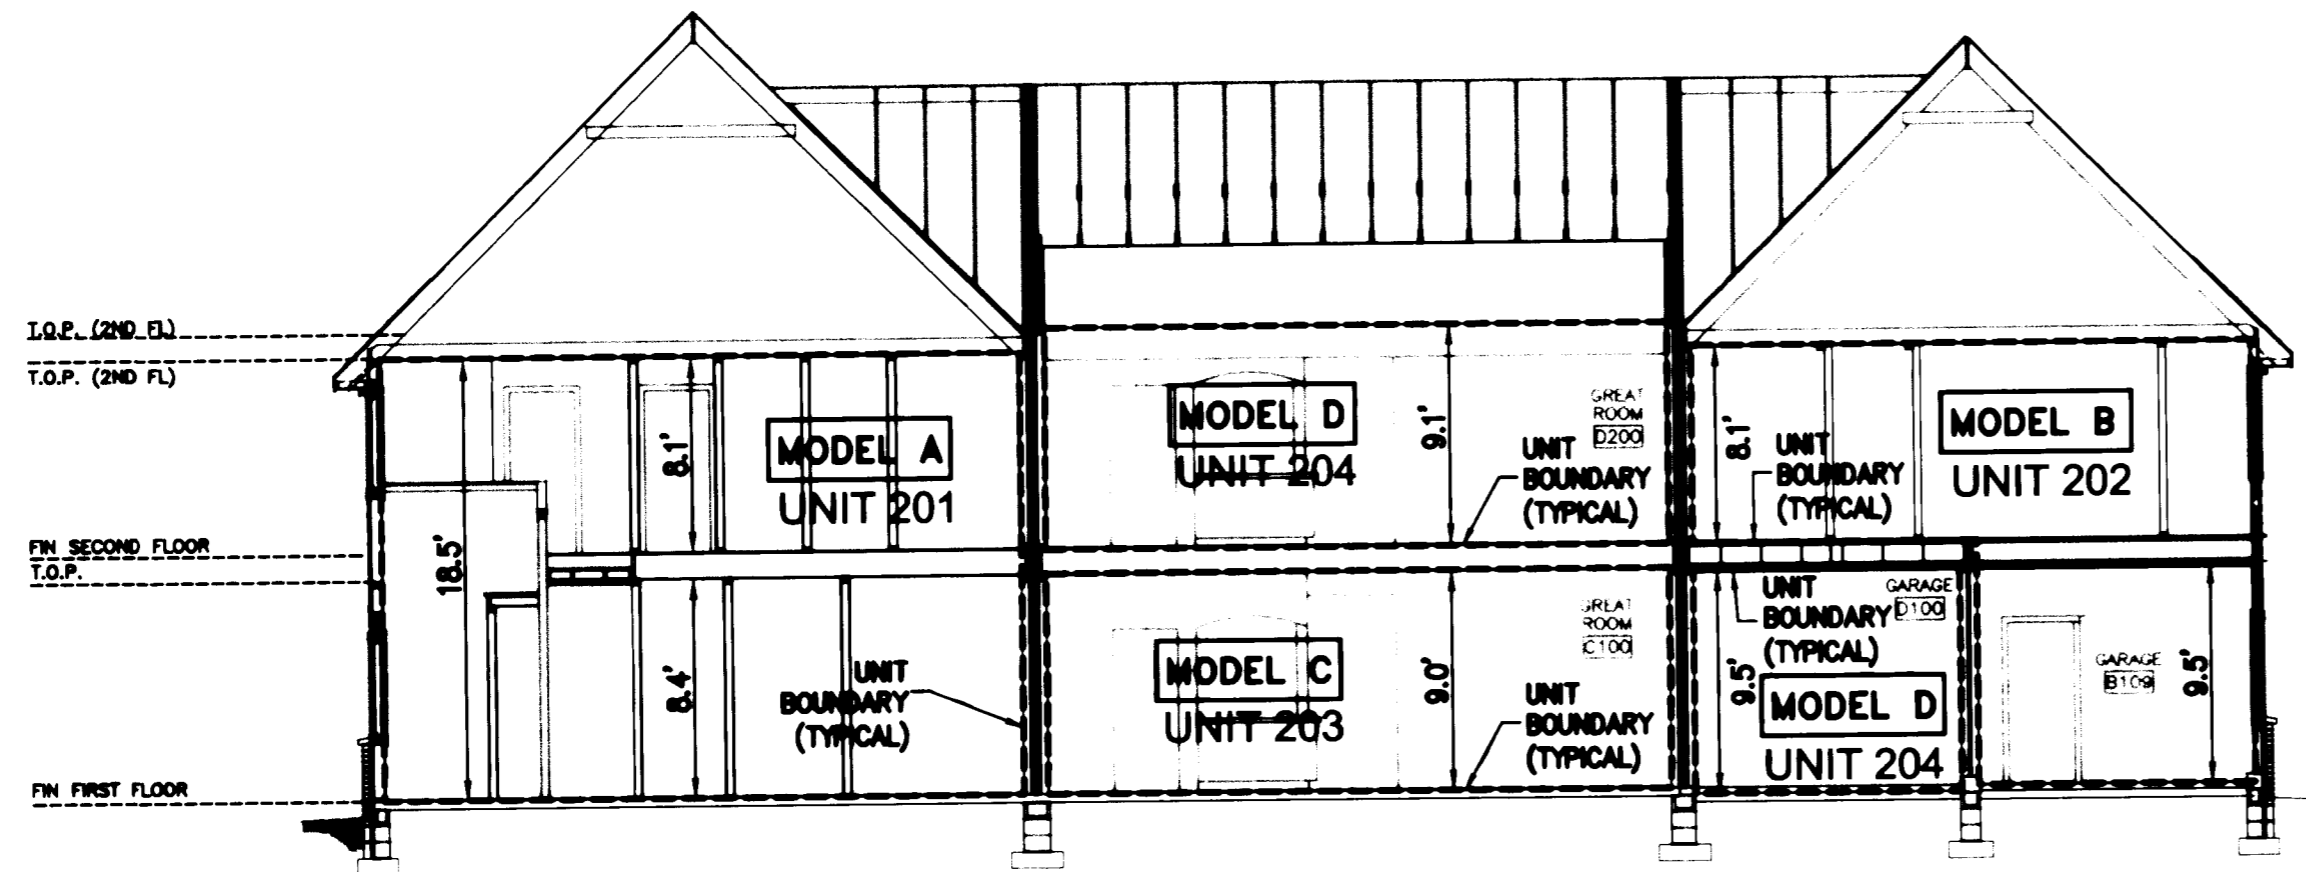 T.O.P. (2ND FL)
T.O.P. (2ND FL)
FIN SECOND FLOOR
T.O.P.
FIN FIRST FLOOR
18.5'
8.1'
8.4'
MODEL A
UNIT 201
UNIT
BOUNDARY
(TYPICAL)
MODEL D
UNIT 204
9.1'
GREAT
ROOM
D200
UNIT
BOUNDARY
(TYPICAL)
MODEL C
UNIT 203
9.0'
GREAT
ROOM
C100
UNIT
BOUNDARY
(TYPICAL)
8.1'
UNIT
BOUNDARY
(TYPICAL)
MODEL B
UNIT 202
9.5'
UNIT
BOUNDARY
(TYPICAL)
GARAGE
D100
MODEL D
UNIT 204
GARAGE
B109
9.5'